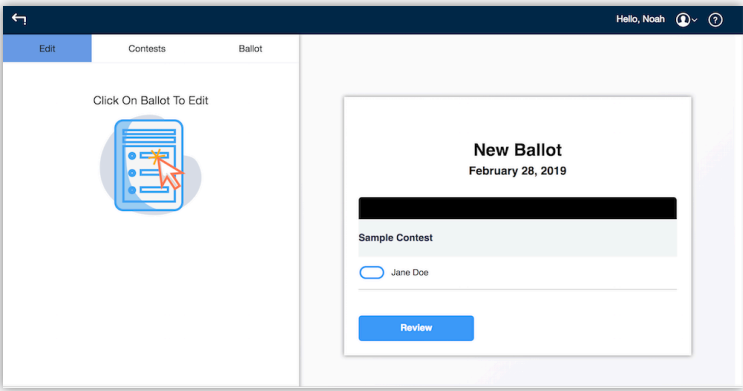 Hello, Noah
Edit
Contests
Ballot
Click On Ballot To Edit
New Ballot
February 28, 2019
Sample Contest
Jane Doe
Review